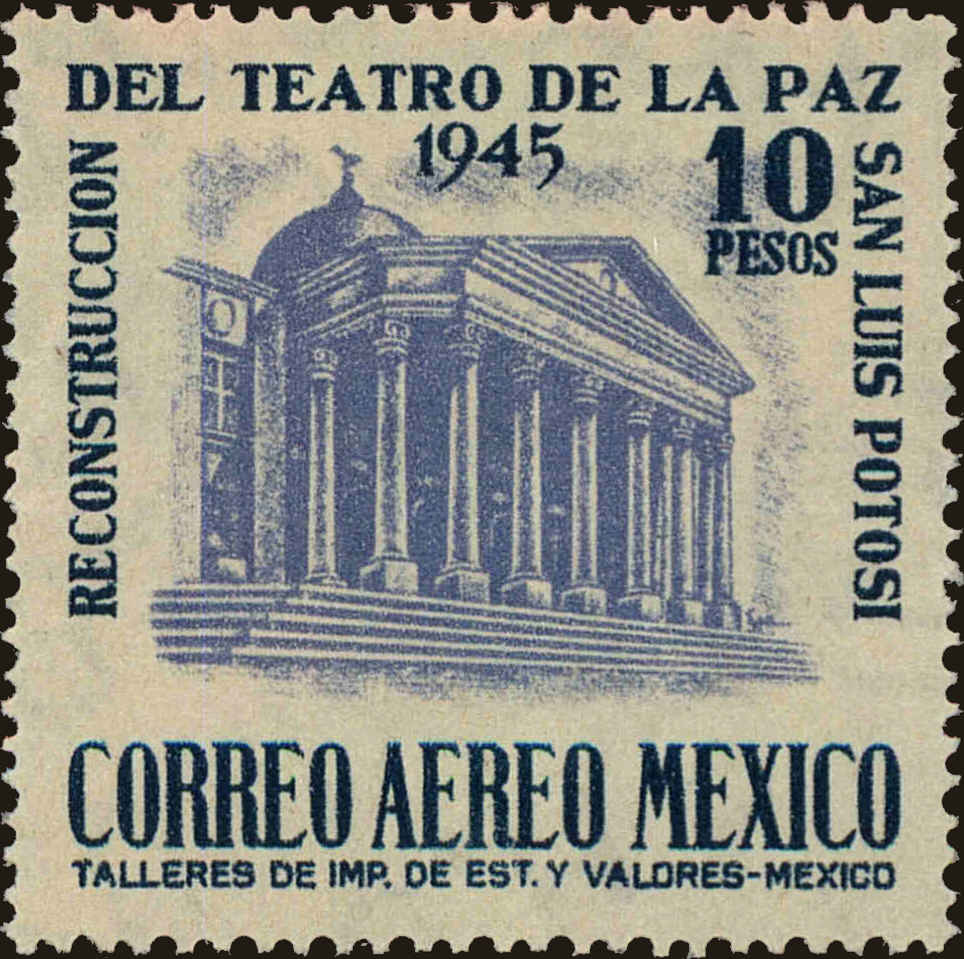 RECONSTRUCCION
DEL TEATRO DE LA PAZ
SAN LUIS POTOSI
1945
10
PESOS
CORREO AEREO MEXICO
TALLERES DE IMP. DE EST. Y VALORES-MEXICO